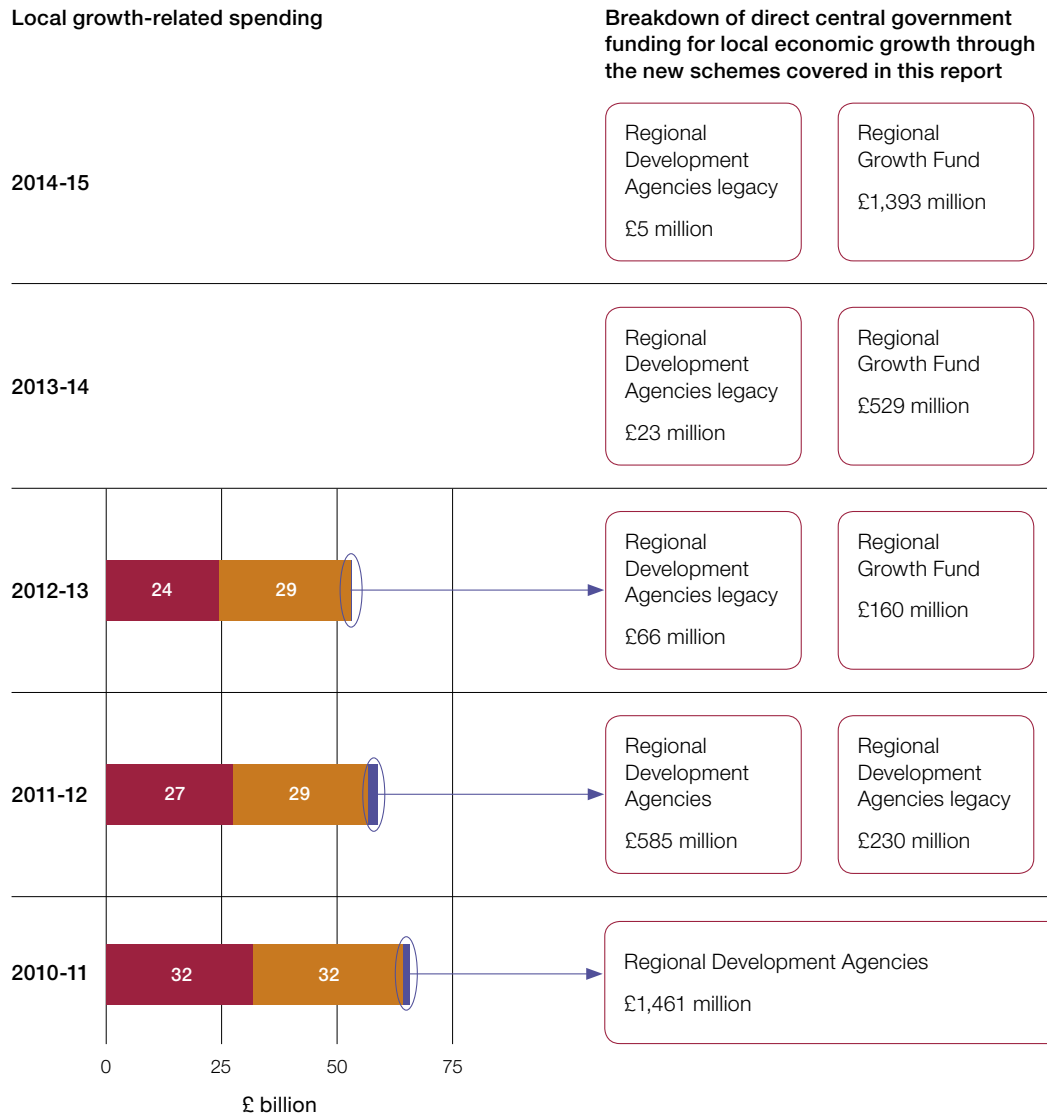 Local growth-related spending
Breakdown of direct central government
funding for local economic growth through
the new schemes covered in this report
2014-15
Regional
Development
Agencies legacy
£5 million
Regional
Growth Fund
£1,393 million
2013-14
Regional
Development
Agencies legacy
£23 million
Regional
Growth Fund
£529 million
2012-13
24
29
Regional
Development
Agencies legacy
£66 million
Regional
Growth Fund
£160 million
2011-12
27
29
Regional
Development
Agencies
£585 million
Regional
Development
Agencies legacy
£230 million
2010-11
32
32
Regional Development Agencies
£1,461 million
0
25
50
75
£ billion